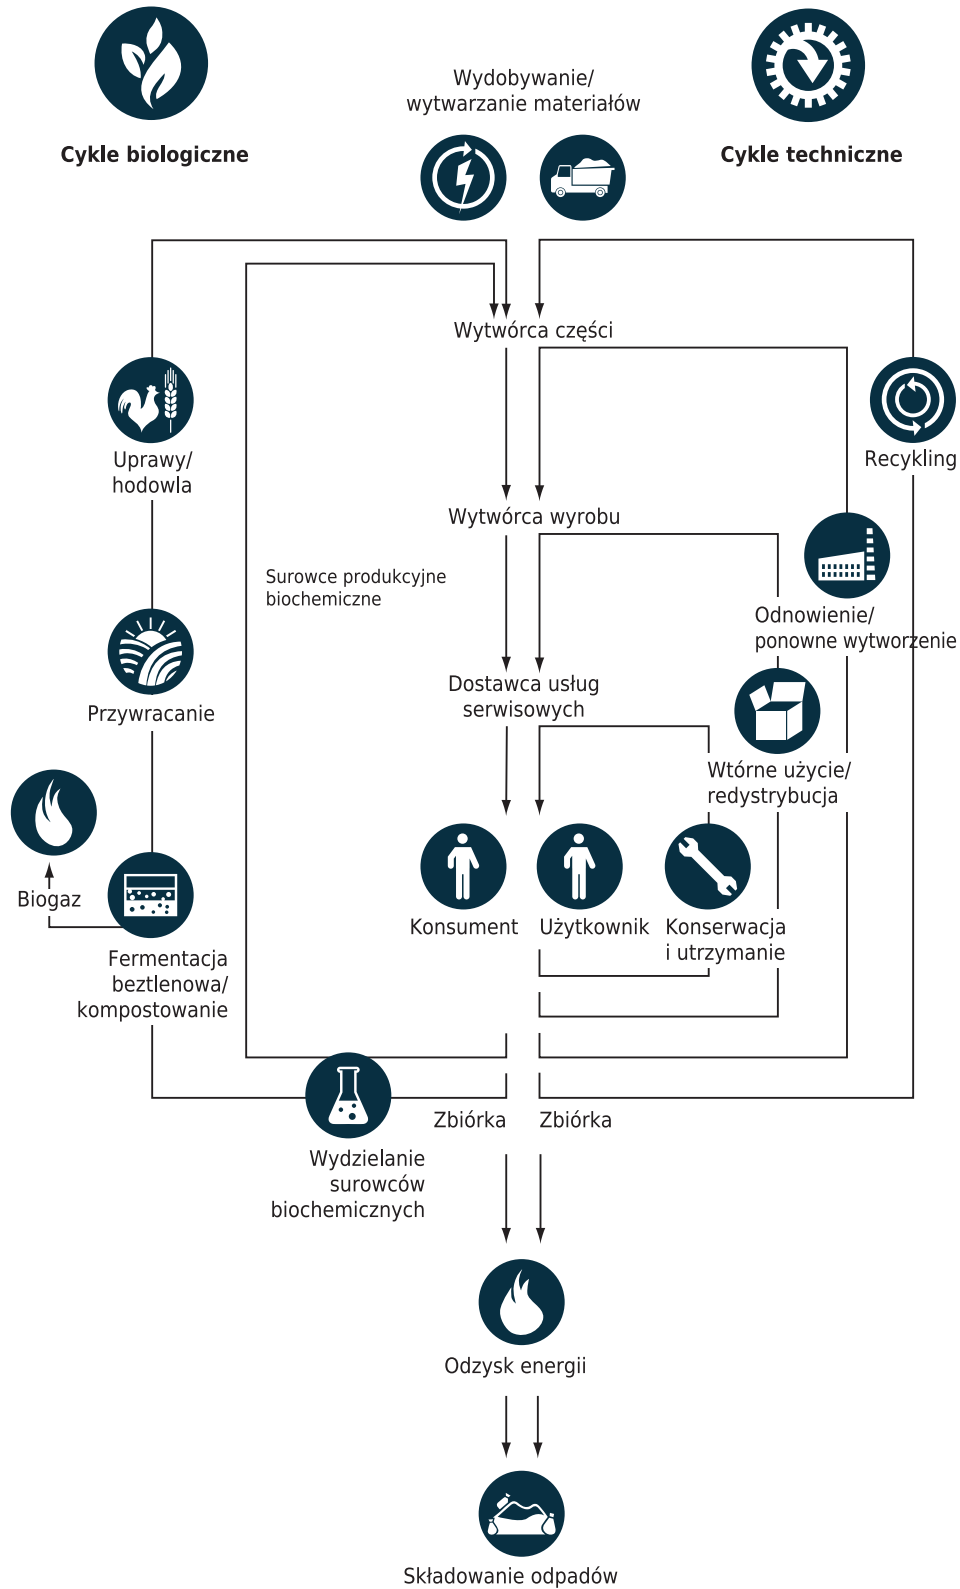 Wydobywanie/
wytwarzanie materiałów
Cykle biologiczne
Cykle techniczne
Wytwórca części
Uprawy/
hodowla
Recykling
Wytwórca wyrobu
Surowce produkcyjne
biochemiczne
Odnowienie/
ponowne wytworzenie
Dostawca usług
serwisowych
Przywracanie
Wtórne użycie/
redystrybucja
Biogaz
Konsument
Użytkownik
Konserwacja
i utrzymanie
Fermentacja
beztlenowa/
kompostowanie
Zbiórka
Zbiórka
Wydzielanie
surowców
biochemicznych
Odzysk energii
Składowanie odpadów